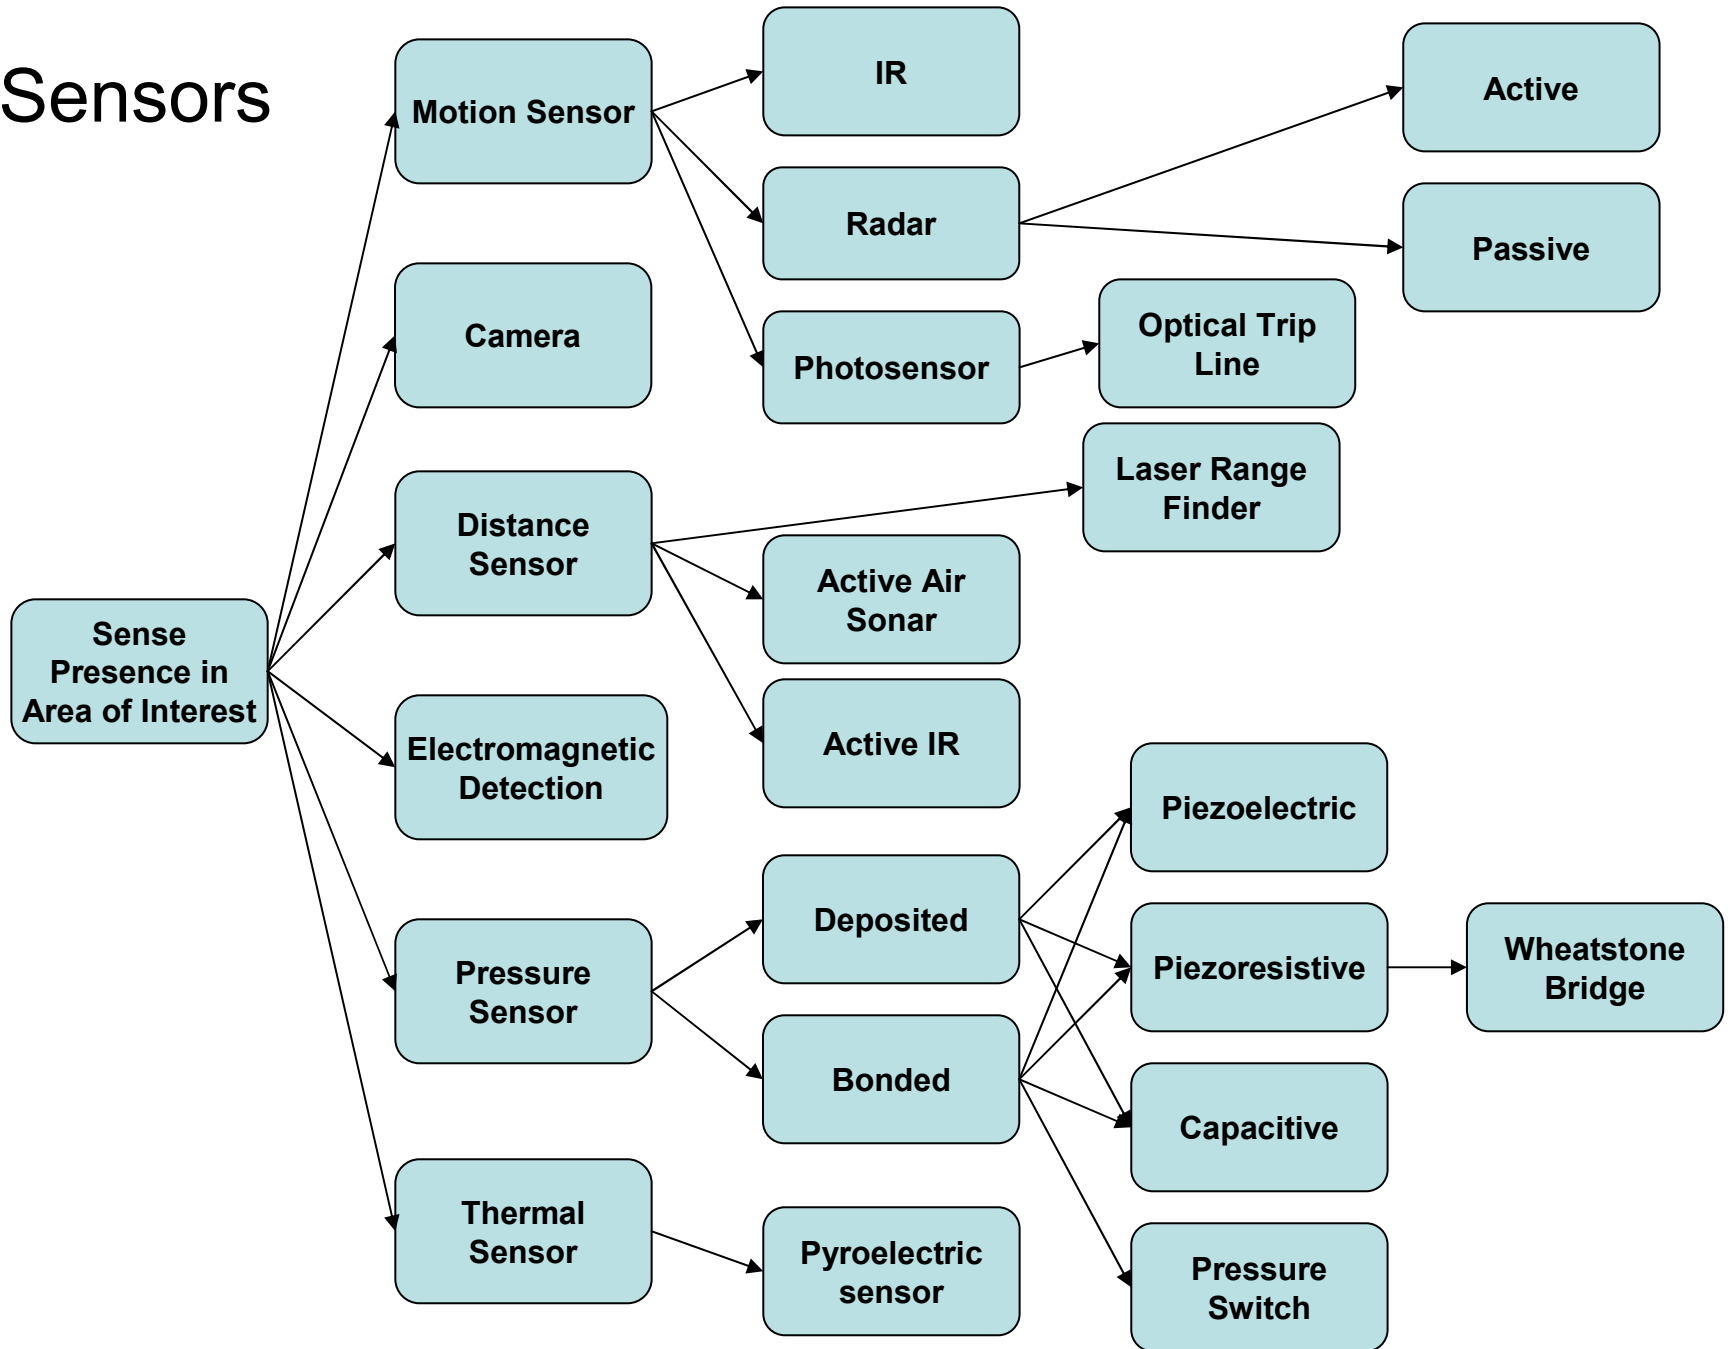 Sensors
Motion Sensor
IR
Active
Radar
Passive
Camera
Photosensor
Optical Trip
Line
Distance
Sensor
Laser Range
Finder
Active Air
Sonar
Sense
Presence in
Area of Interest
Electromagnetic
Detection
Active IR
Piezoelectric
Deposited
Pressure
Sensor
Piezoresistive
Wheatstone
Bridge
Bonded
Capacitive
Thermal
Sensor
Pyroelectric
sensor
Pressure
Switch